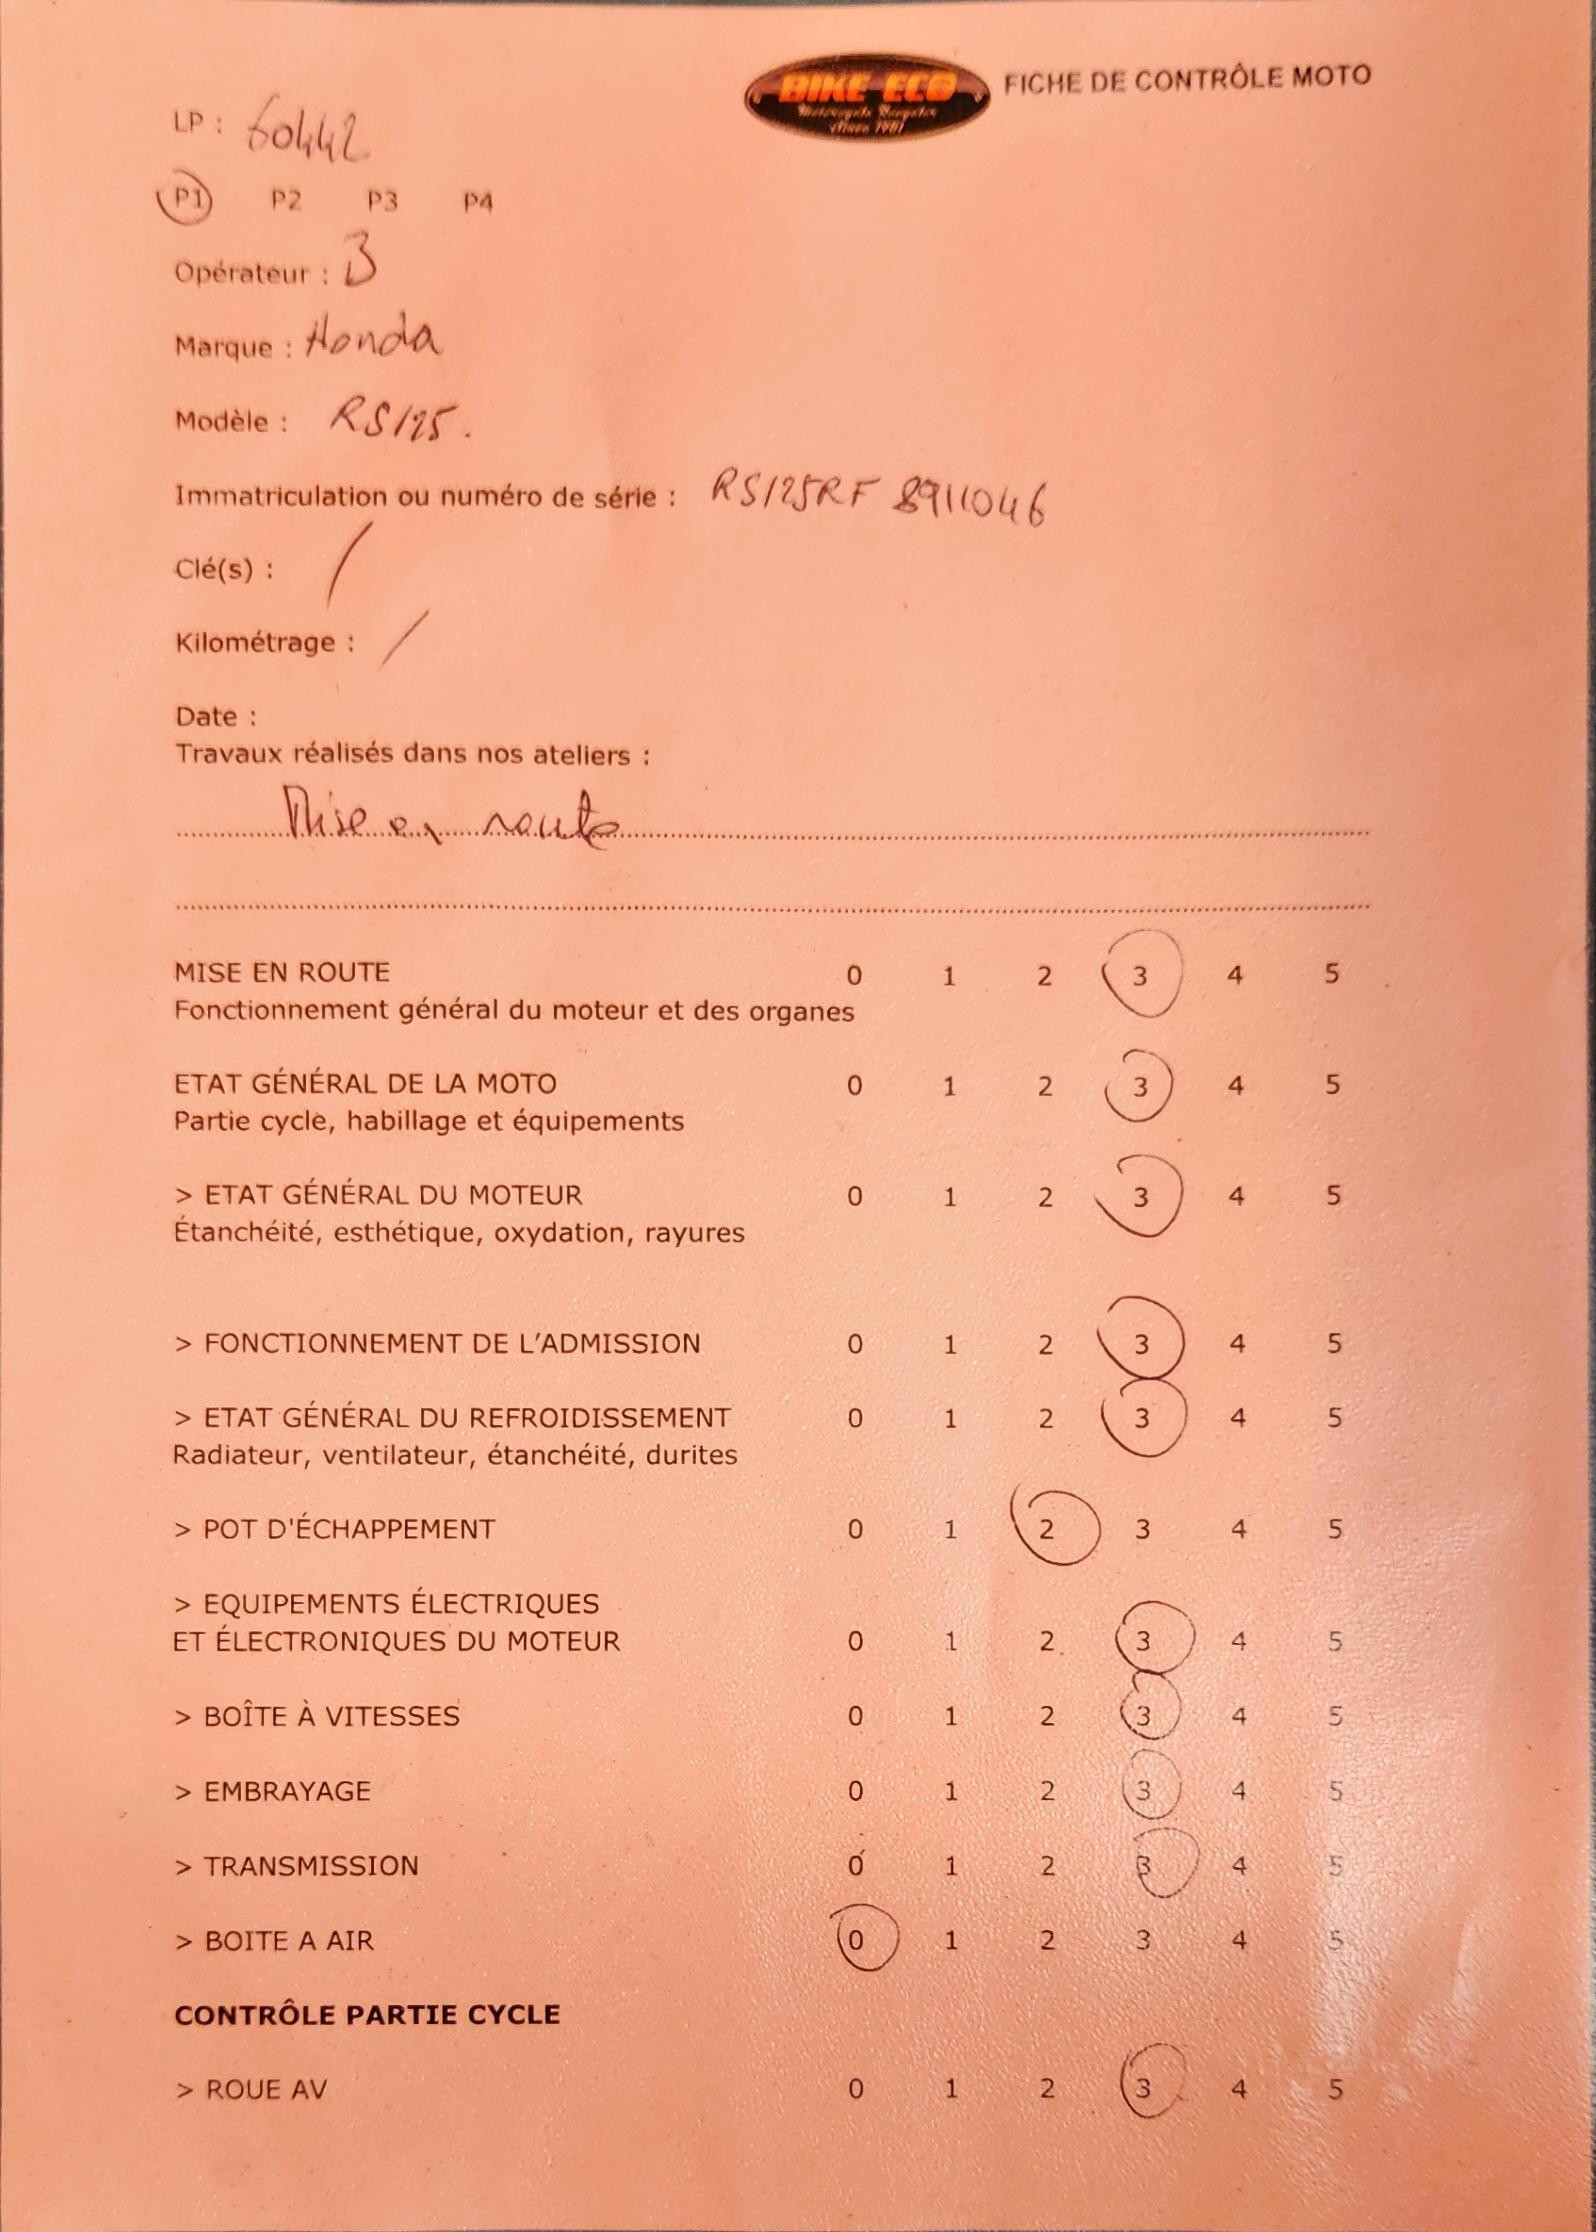 BIKE-ECO FICHE DE CONTRÔLE MOTO
Motorcycle Recycler
LP : 60442
P1 P2 P3 P4
Opérateur : B
Marque : Honda
Modèle : RS125.
Immatriculation ou numéro de série : RS125RF 8911046
Clé(s) : /
Kilométrage : /
Date :
Travaux réalisés dans nos ateliers :
Mise en route
MISE EN ROUTE 0 1 2 3 4 5
Fonctionnement général du moteur et des organes
ETAT GÉNÉRAL DE LA MOTO 0 1 2 3 4 5
Partie cycle, habillage et équipements
> ETAT GÉNÉRAL DU MOTEUR 0 1 2 3 4 5
Étanchéité, esthétique, oxydation, rayures
> FONCTIONNEMENT DE L'ADMISSION 0 1 2 3 4 5
> ETAT GÉNÉRAL DU REFROIDISSEMENT 0 1 2 3 4 5
Radiateur, ventilateur, étanchéité, durites
> POT D'ÉCHAPPEMENT 0 1 2 3 4 5
> EQUIPEMENTS ÉLECTRIQUES
ET ÉLECTRONIQUES DU MOTEUR 0 1 2 3 4 5
> BOÎTE À VITESSES 0 1 2 3 4 5
> EMBRAYAGE 0 1 2 3 4 5
> TRANSMISSION 0 1 2 3 4 5
> BOITE A AIR 0 1 2 3 4 5
CONTRÔLE PARTIE CYCLE
> ROUE AV 0 1 2 3 4 5